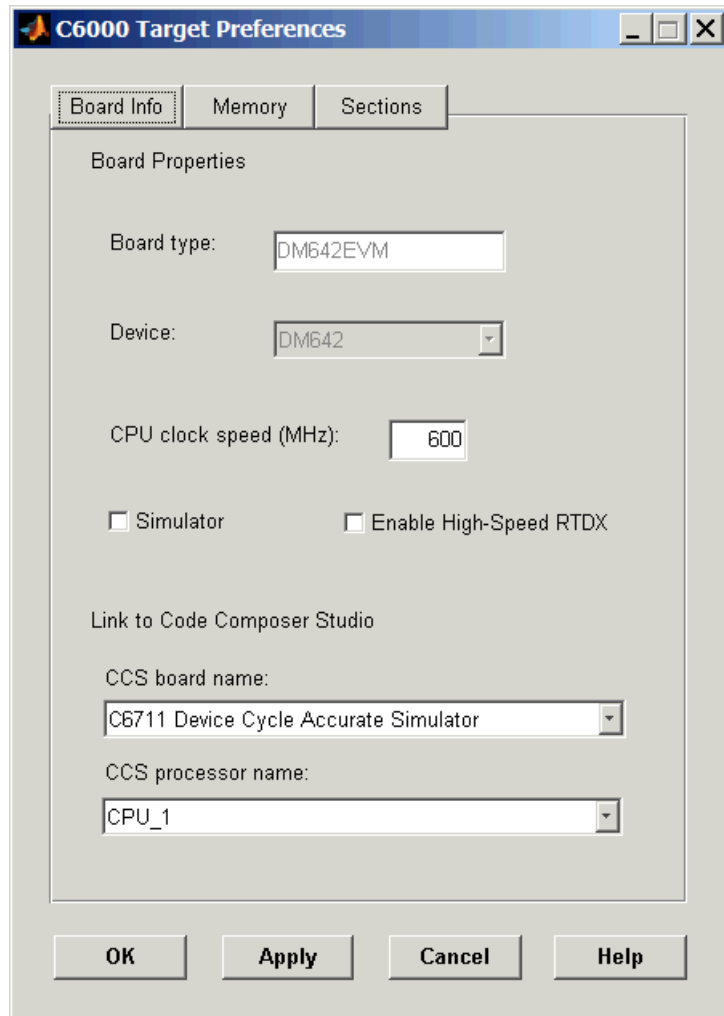 C6000 Target Preferences
Board Info Memory Sections
Board Properties
Board type: DM642EVM
Device: DM642
CPU clock speed (MHz): 600
Simulator Enable High-Speed RTDX
Link to Code Composer Studio
CCS board name:
C6711 Device Cycle Accurate Simulator
CCS processor name:
CPU_1
OK Apply Cancel Help